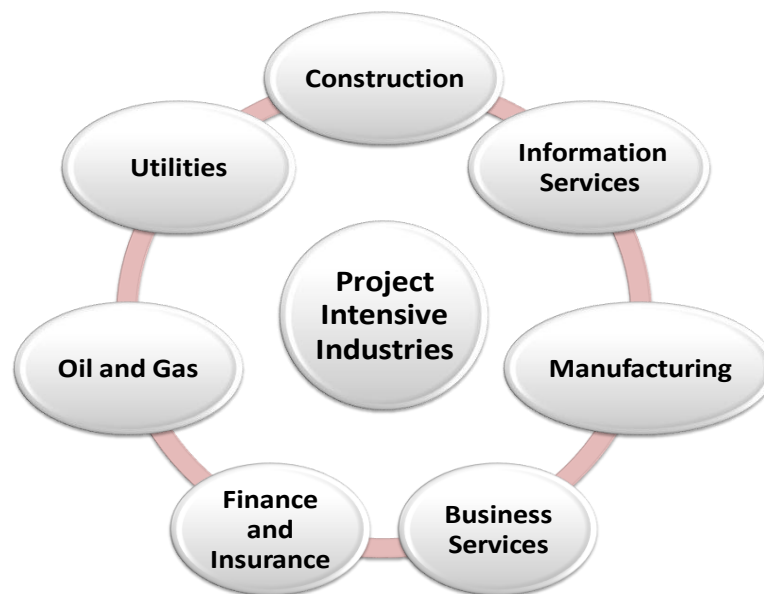 Construction
Information
Services
Manufacturing
Business
Services
Finance
and
Insurance
Oil and Gas
Utilities
Project
Intensive
Industries